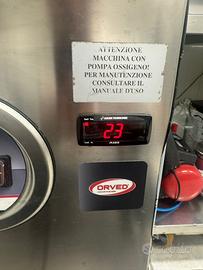 ATTENZIONE
MACCHINA CON
POMPA OSSIGENO!
PER MANUTENZIONE
CONSULTARE IL
MANUALE D'USO
23
ORVED